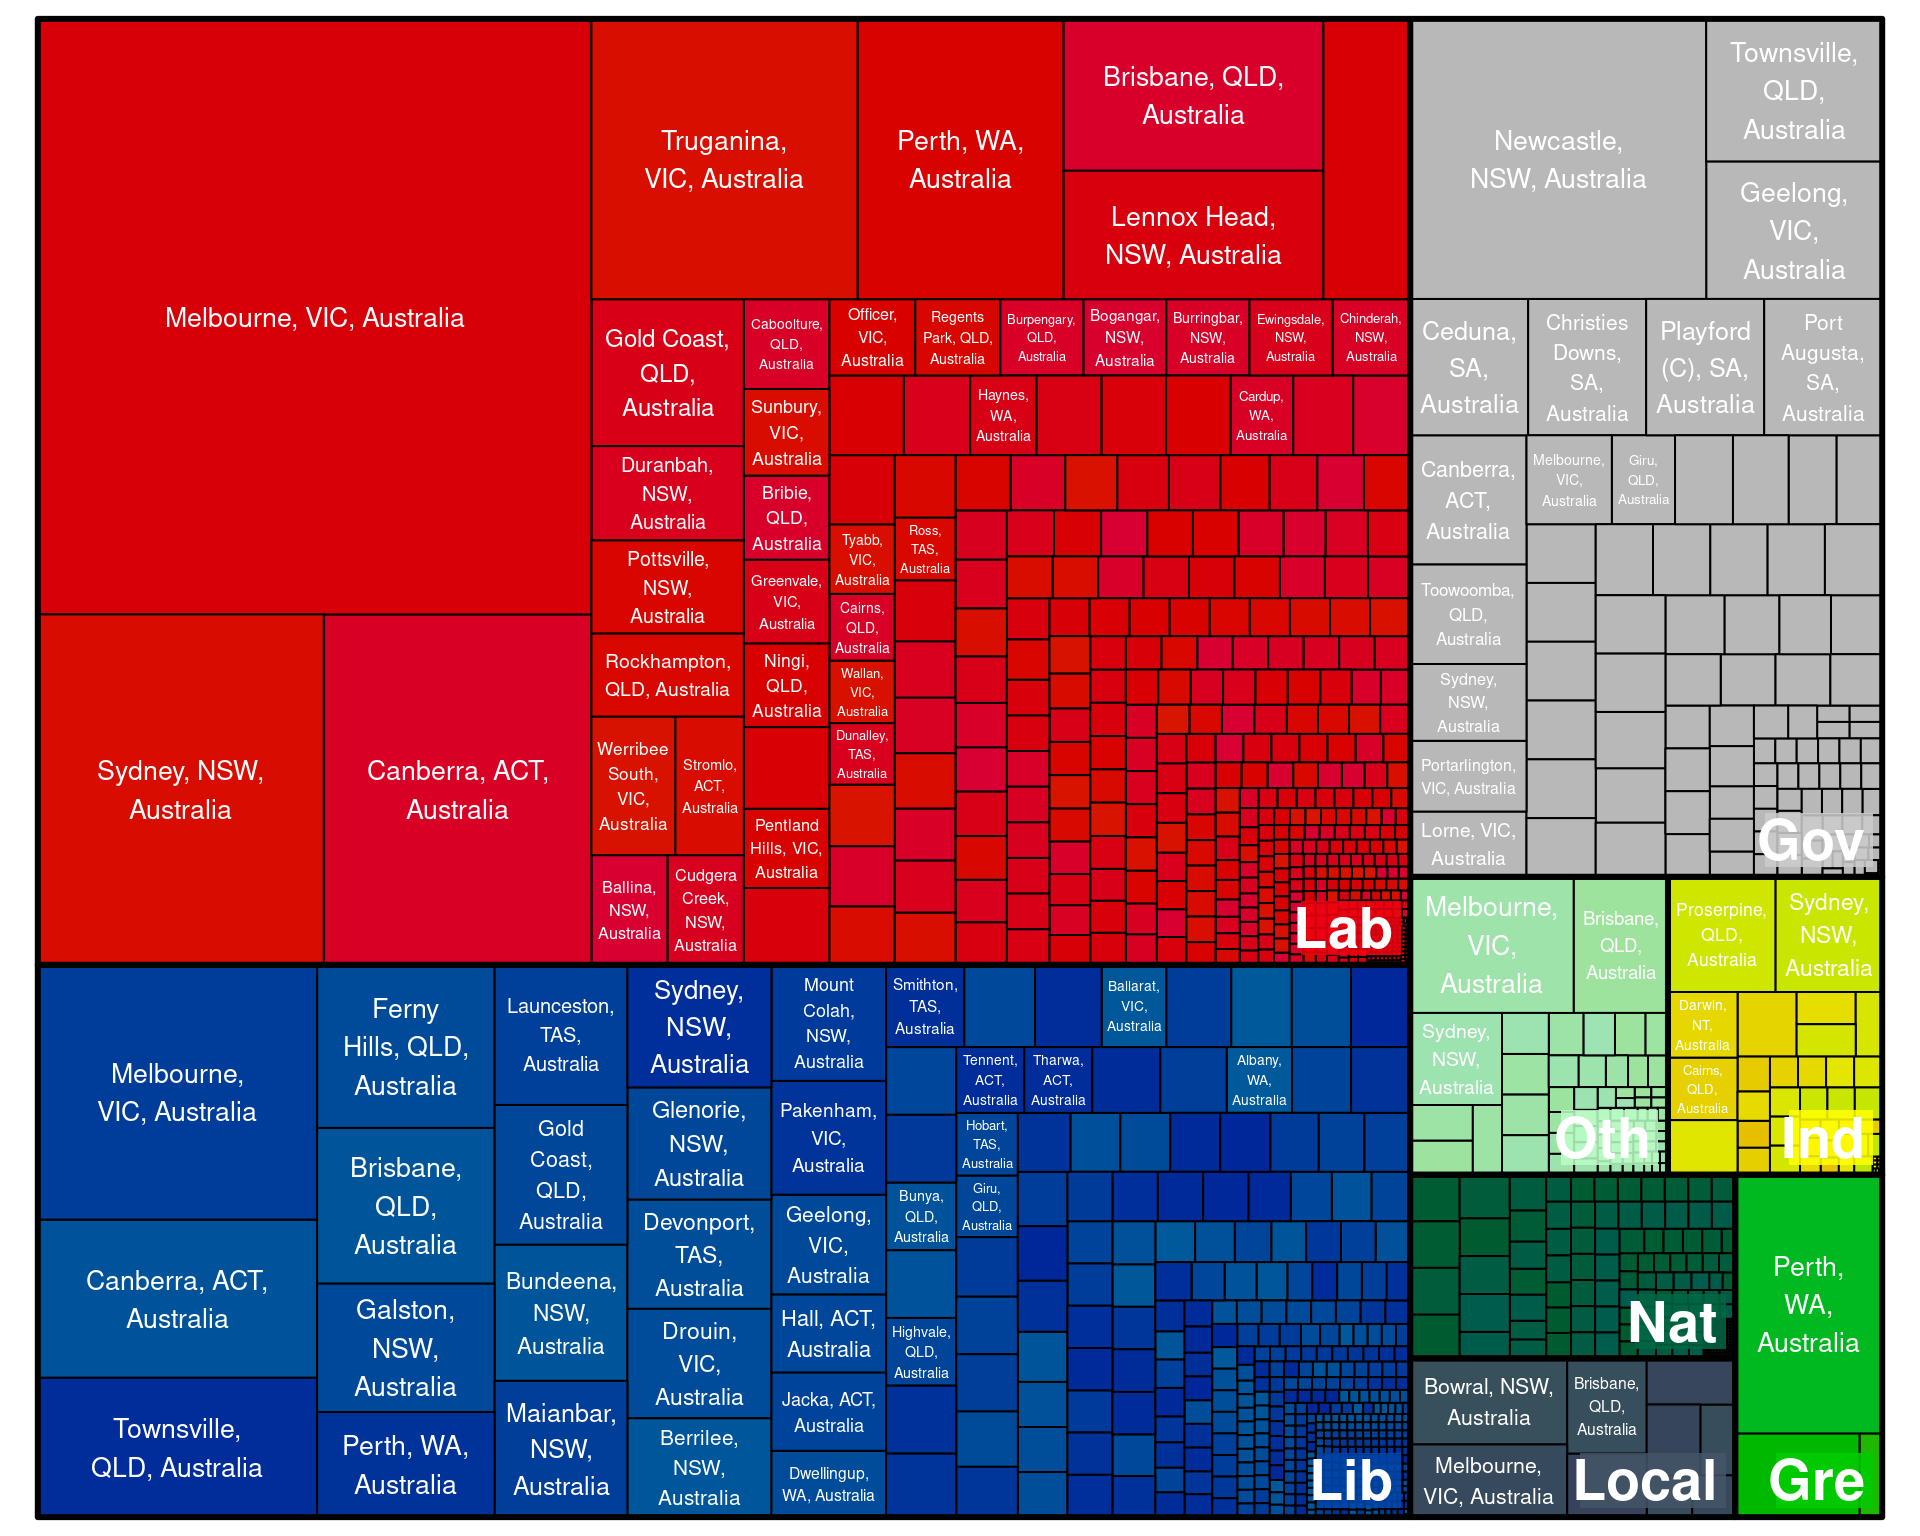 Melbourne, VIC, Australia
Sydney, NSW,
Australia
Canberra, ACT,
Australia
Truganina,
VIC, Australia
Perth, WA,
Australia
Brisbane, QLD,
Australia
Lennox Head,
NSW, Australia
Gold Coast,
QLD,
Australia
Duranbah,
NSW,
Australia
Pottsville,
NSW,
Australia
Rockhampton,
QLD, Australia
Werribee
South,
VIC,
Australia
Stromlo,
ACT,
Australia
Ballina,
NSW,
Australia
Cudgera
Creek,
NSW,
Australia
Caboolture,
QLD,
Australia
Sunbury,
VIC,
Australia
Bribie,
QLD,
Australia
Greenvale,
VIC,
Australia
Ningi,
QLD,
Australia
Pentland
Hills, VIC,
Australia
Officer,
VIC,
Australia
Regents
Park, QLD,
Australia
Burpengary,
QLD,
Australia
Bogangar,
NSW,
Australia
Burringbar,
NSW,
Australia
Ewingsdale,
NSW,
Australia
Chinderah,
NSW,
Australia
Haynes,
WA,
Australia
Cardup,
WA,
Australia
Tyabb,
VIC,
Australia
Ross,
TAS,
Australia
Cairns,
QLD,
Australia
Wallan,
VIC,
Australia
Dunalley,
TAS,
Australia
Lab
Newcastle,
NSW, Australia
Townsville,
QLD,
Australia
Geelong,
VIC,
Australia
Ceduna,
SA,
Australia
Christies
Downs,
SA,
Australia
Playford
(C), SA,
Australia
Port
Augusta,
SA,
Australia
Canberra,
ACT,
Australia
Melbourne,
VIC,
Australia
Giru,
QLD,
Australia
Toowoomba,
QLD,
Australia
Sydney,
NSW,
Australia
Portarlington,
VIC, Australia
Lorne, VIC,
Australia
Gov
Melbourne,
VIC,
Australia
Brisbane,
QLD,
Australia
Sydney,
NSW,
Australia
Oth
Proserpine,
QLD,
Australia
Sydney,
NSW,
Australia
Darwin,
NT,
Australia
Cairns,
QLD,
Australia
Ind
Melbourne,
VIC, Australia
Canberra, ACT,
Australia
Townsville,
QLD, Australia
Ferny
Hills, QLD,
Australia
Brisbane,
QLD,
Australia
Galston,
NSW,
Australia
Perth, WA,
Australia
Launceston,
TAS,
Australia
Gold
Coast,
QLD,
Australia
Bundeena,
NSW,
Australia
Maianbar,
NSW,
Australia
Sydney,
NSW,
Australia
Glenorie,
NSW,
Australia
Devonport,
TAS,
Australia
Drouin,
VIC,
Australia
Berrilee,
NSW,
Australia
Mount
Colah,
NSW,
Australia
Pakenham,
VIC,
Australia
Geelong,
VIC,
Australia
Hall, ACT,
Australia
Jacka, ACT,
Australia
Dwellingup,
WA, Australia
Smithton,
TAS,
Australia
Ballarat,
VIC,
Australia
Tennent,
ACT,
Australia
Tharwa,
ACT,
Australia
Albany,
WA,
Australia
Hobart,
TAS,
Australia
Bunya,
QLD,
Australia
Giru,
QLD,
Australia
Highvale,
QLD,
Australia
Lib
Nat
Bowral, NSW,
Australia
Brisbane,
QLD,
Australia
Melbourne,
VIC, Australia
Local
Perth,
WA,
Australia
Gre